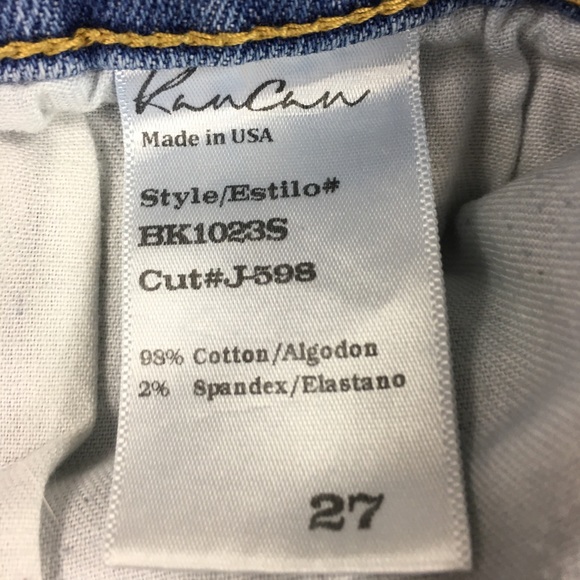 KanCan
Made in USA
Style/Estilo#
BK1023S
Cut#J-598
98% Cotton/Algodon
2% Spandex/Elastano
27